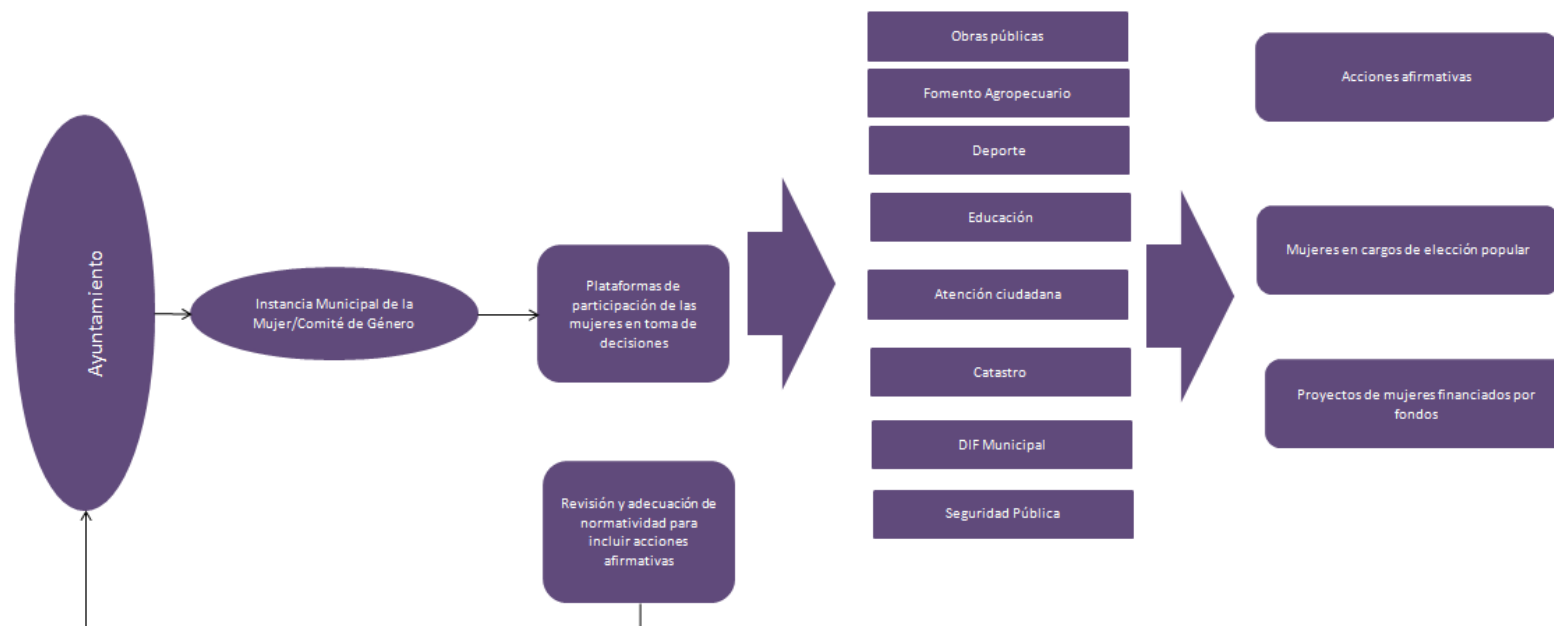 Ayuntamiento
Instancia Municipal de la
Mujer/Comité de Género
Plataformas de
participación de las
mujeres en toma de
decisiones
Revisión y adecuación de
normatividad para
incluir acciones
afirmativas
Obras públicas
Fomento Agropecuario
Deporte
Educación
Atención ciudadana
Catastro
DIF Municipal
Seguridad Pública
Acciones afirmativas
Mujeres en cargos de elección popular
Proyectos de mujeres financiados por
fondos